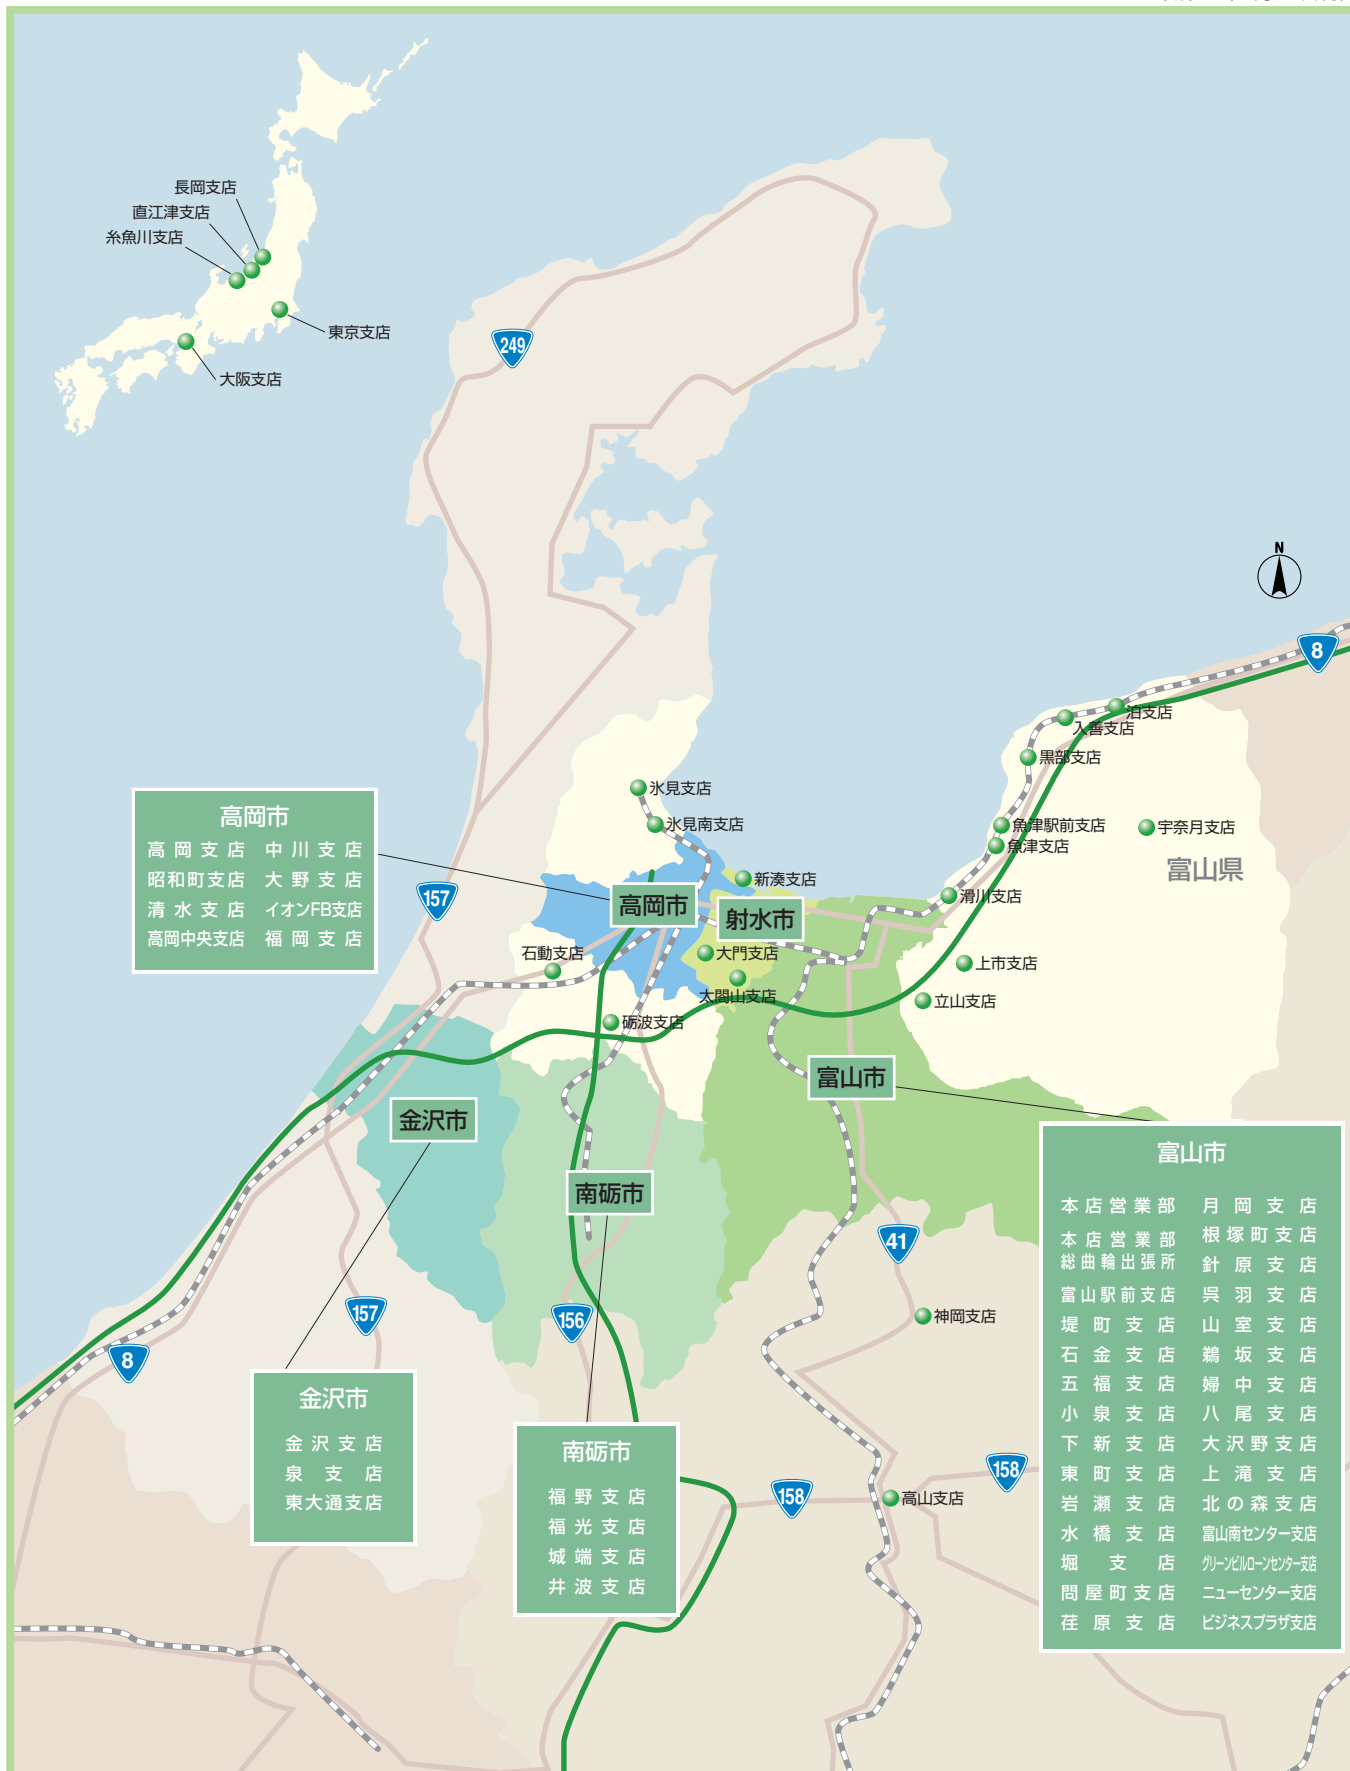 長岡支店
直江津支店
糸魚川支店
東京支店
大阪支店
249
N
8
泊支店
入善支店
黒部支店
氷見支店
氷見南支店
魚津駅前支店
魚津支店
宇奈月支店
富山県
高岡市
高岡支店 中川支店
昭和町支店 大野支店
清水支店 イオンFB支店
高岡中央支店 福岡支店
157
高岡市
新湊支店
射水市
滑川支店
石動支店
大門支店
太閤山支店
上市支店
立山支店
砺波支店
富山市
金沢市
南砺市
富山市
本店営業部 月岡支店
本店営業部 根塚町支店
総曲輪出張所 針原支店
富山駅前支店 呉羽支店
堤町支店 山室支店
石金支店 鵜坂支店
五福支店 婦中支店
小泉支店 八尾支店
下新支店 大沢野支店
東町支店 上滝支店
岩瀬支店 北の森支店
水橋支店 富山南センター支店
堀支店 グリーンビルローンセンター支店
問屋町支店 ニューセンター支店
荏原支店 ビジネスプラザ支店
41
157
156
神岡支店
8
金沢市
金沢支店
泉支店
東大通支店
南砺市
福野支店
福光支店
城端支店
井波支店
158
158
高山支店